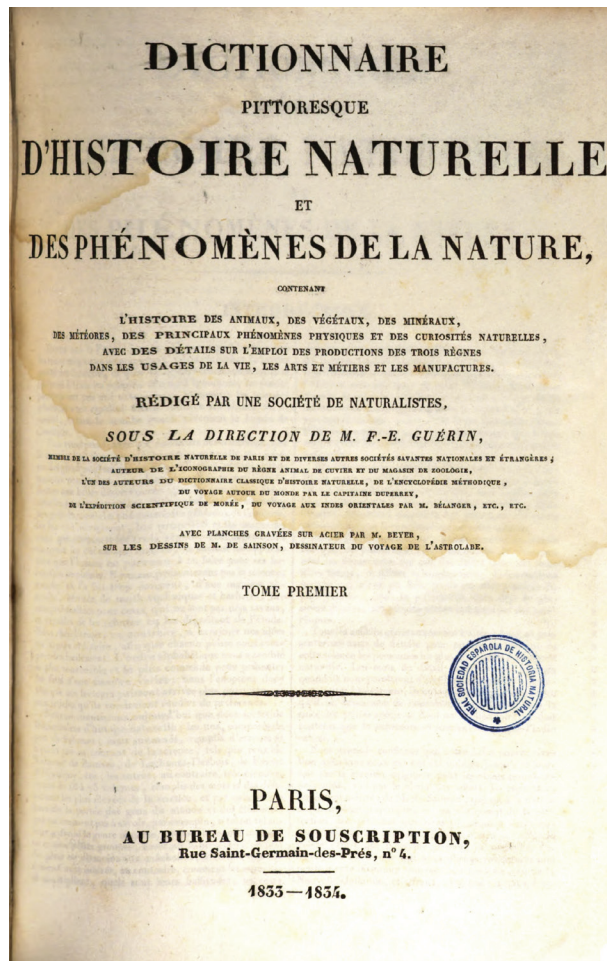 DICTIONNAIRE
PITTORESQUE
D'HISTOIRE NATURELLE
ET
DES PHÉNOMÈNES DE LA NATURE,
CONTENANT
L'HISTOIRE DES ANIMAUX, DES VÉGÉTAUX, DES MINÉRAUX,
DES MÉTÉORES, DES PRINCIPAUX PHÉNOMÈNES PHYSIQUES ET DES CURIOSITÉS NATURELLES,
AVEC DES DÉTAILS SUR L'EMPLOI DES PRODUCTIONS DES TROIS RÈGNES
DANS LES USAGES DE LA VIE, LES ARTS ET MÉTIERS ET LES MANUFACTURES.
RÉDIGÉ PAR UNE SOCIÉTÉ DE NATURALISTES,
SOUS LA DIRECTION DE M. F.-E. GUÉRIN,
MEMBRE DE LA SOCIÉTÉ D'HISTOIRE NATURELLE DE PARIS ET DE DIVERSES AUTRES SOCIÉTÉS SAVANTES NATIONALES ET ÉTRANGÈRES;
AUTEUR DE L'ICONOGRAPHIE DU RÈGNE ANIMAL DE CUVIER ET DU MAGASIN DE ZOOLOGIE,
L'UN DES AUTEURS DU DICTIONNAIRE CLASSIQUE D'HISTOIRE NATURELLE, DE L'ENCYCLOPÉDIE MÉTHODIQUE,
DU VOYAGE AUTOUR DU MONDE PAR LE CAPITAINE DUPERREY,
DE L'EXPÉDITION SCIENTIFIQUE DE MORÉE, DU VOYAGE AUX INDES ORIENTALES PAR M. BÉLANGER, ETC., ETC.
AVEC PLANCHES GRAVÉES SUR ACIER PAR M. BEYER,
SUR LES DESSINS DE M. DE SAINSON, DESSINATEUR DU VOYAGE DE L'ASTROLABE.
TOME PREMIER
REAL SOCIEDAD ESPAÑOLA DE HISTORIA NATURAL
BIBLIOTECA
PARIS,
AU BUREAU DE SOUSCRIPTION,
Rue Saint-Germain-des-Prés, n° 4.
1833—1834.